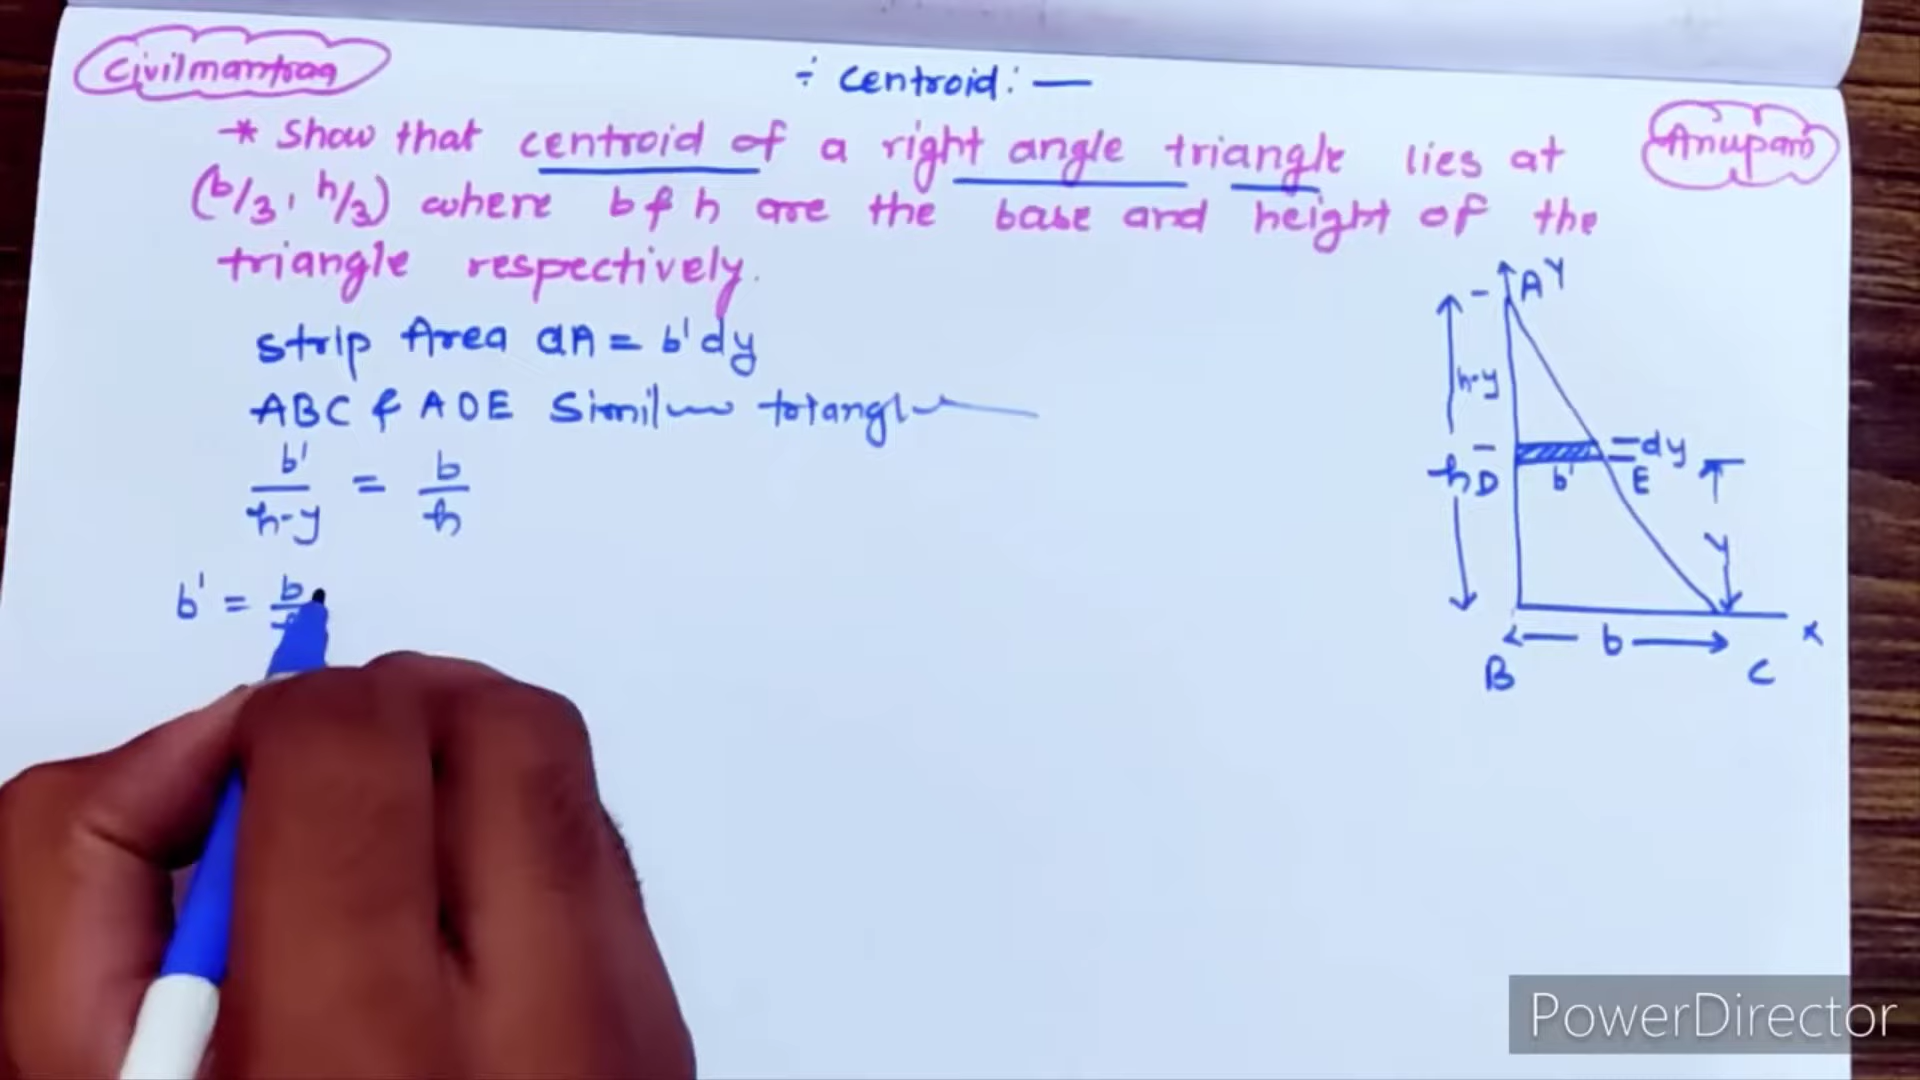 Civilmantraa
÷ Centroid: —
Anupam
* Show that centroid of a right angle triangle lies at
(b/3, h/3) where b & h are the base and height of the
triangle respectively.
Strip Area dA = b'dy
ABC & ADE Similar triangle
b'/h-y = b/h
b' = b/
A Y
h-y
h D
b'
dy
E
y
b
x
B
C
PowerDirector